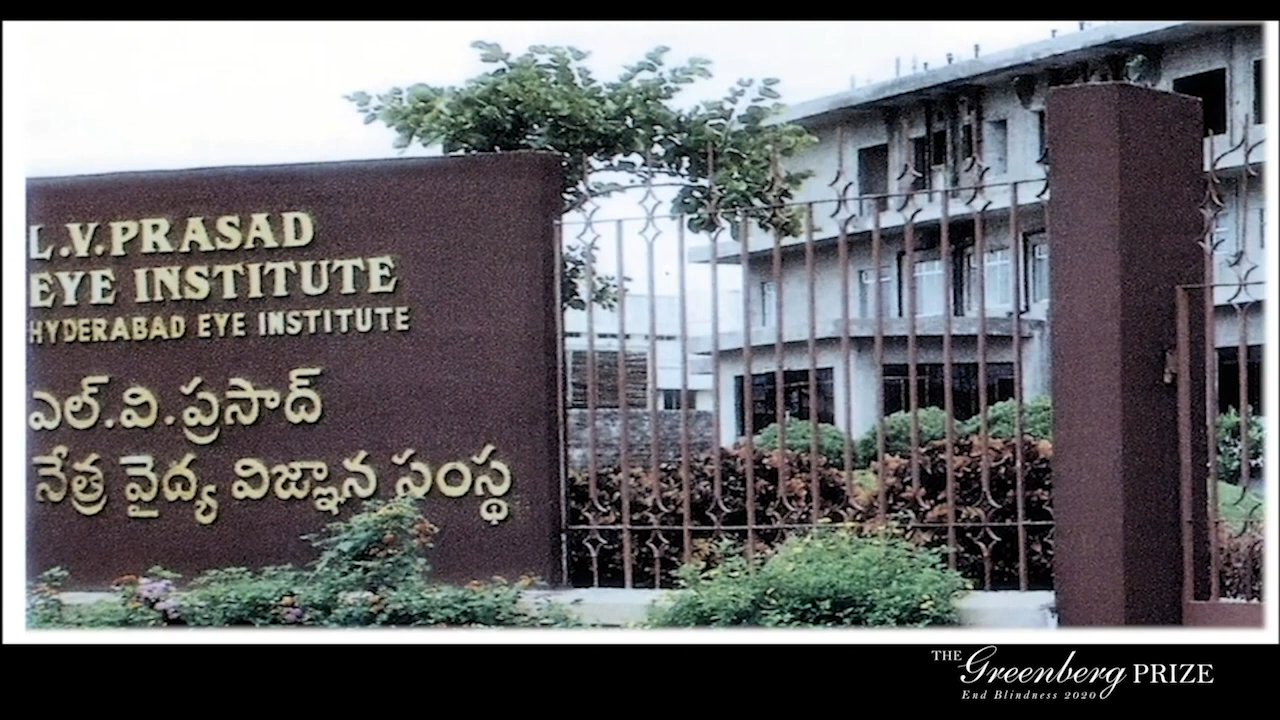 L.V.PRASAD
EYE INSTITUTE
HYDERABAD EYE INSTITUTE
ఎల్.వి.ప్రసాద్
నేత్ర వైద్య విజ్ఞాన సంస్థ
THE Greenberg PRIZE
End Blindness 2020